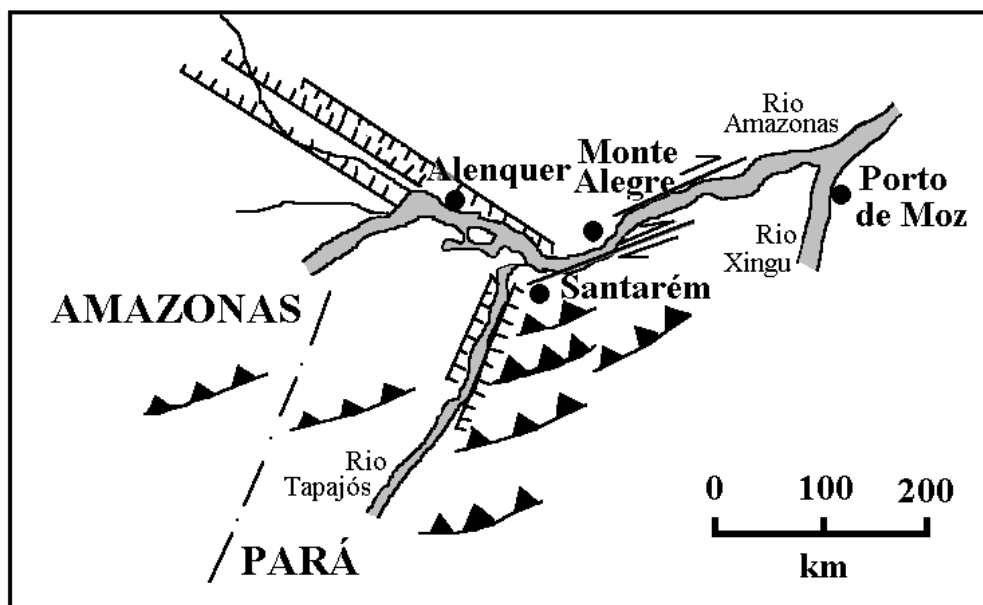 Rio
Amazonas
Monte
Alegre
Alenquer
Porto
de Moz
Rio
Xingu
Santarém
AMAZONAS
Rio
Tapajós
PARÁ
0 100 200
km